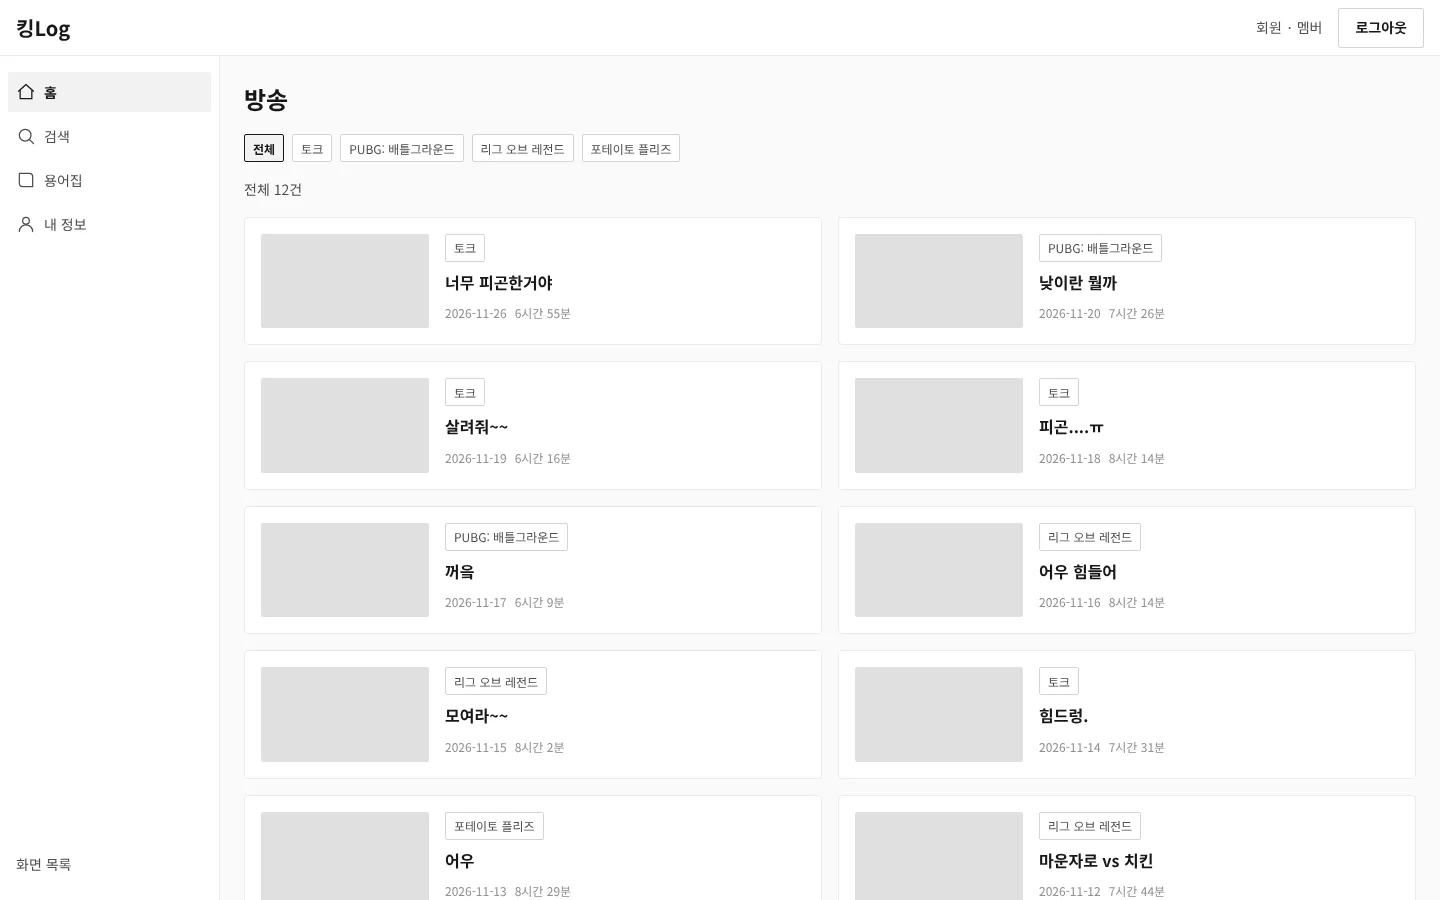 킹Log
회원 · 멤버
로그아웃
홈
검색
용어집
내 정보
화면 목록
방송
전체
토크
PUBG: 배틀그라운드
리그 오브 레전드
포테이토 플리즈
전체 12건
토크
너무 피곤한거야
2026-11-26 6시간 55분
PUBG: 배틀그라운드
낮이란 뭘까
2026-11-20 7시간 26분
토크
살려줘~~
2026-11-19 6시간 16분
토크
피곤....ㅠ
2026-11-18 8시간 14분
PUBG: 배틀그라운드
꺼윽
2026-11-17 6시간 9분
리그 오브 레전드
어우 힘들어
2026-11-16 8시간 14분
리그 오브 레전드
모여라~~
2026-11-15 8시간 2분
토크
힘드렁.
2026-11-14 7시간 31분
포테이토 플리즈
어우
2026-11-13 8시간 29분
리그 오브 레전드
마운자로 vs 치킨
2026-11-12 7시간 44분